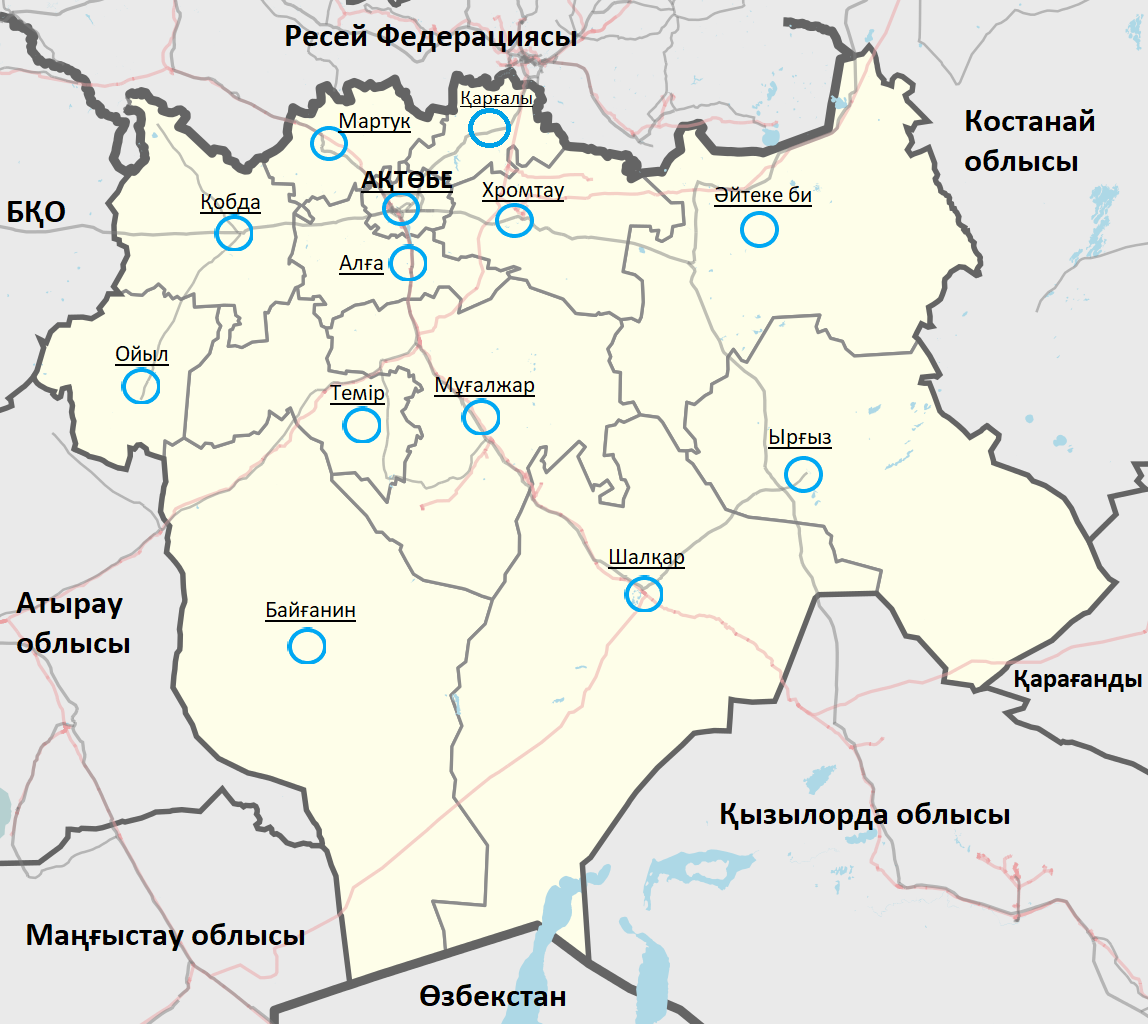 Ресей Федерациясы
Қарғалы
Мартук
Костанай
облысы
АҚТӨБЕ
Хромтау
Әйтеке би
Қобда
БҚО
Алға
Ойыл
Темір
Мұғалжар
Ырғыз
Шалқар
Атырау
облысы
Байғанин
Қарағанды
Қызылорда облысы
Маңғыстау облысы
Өзбекстан